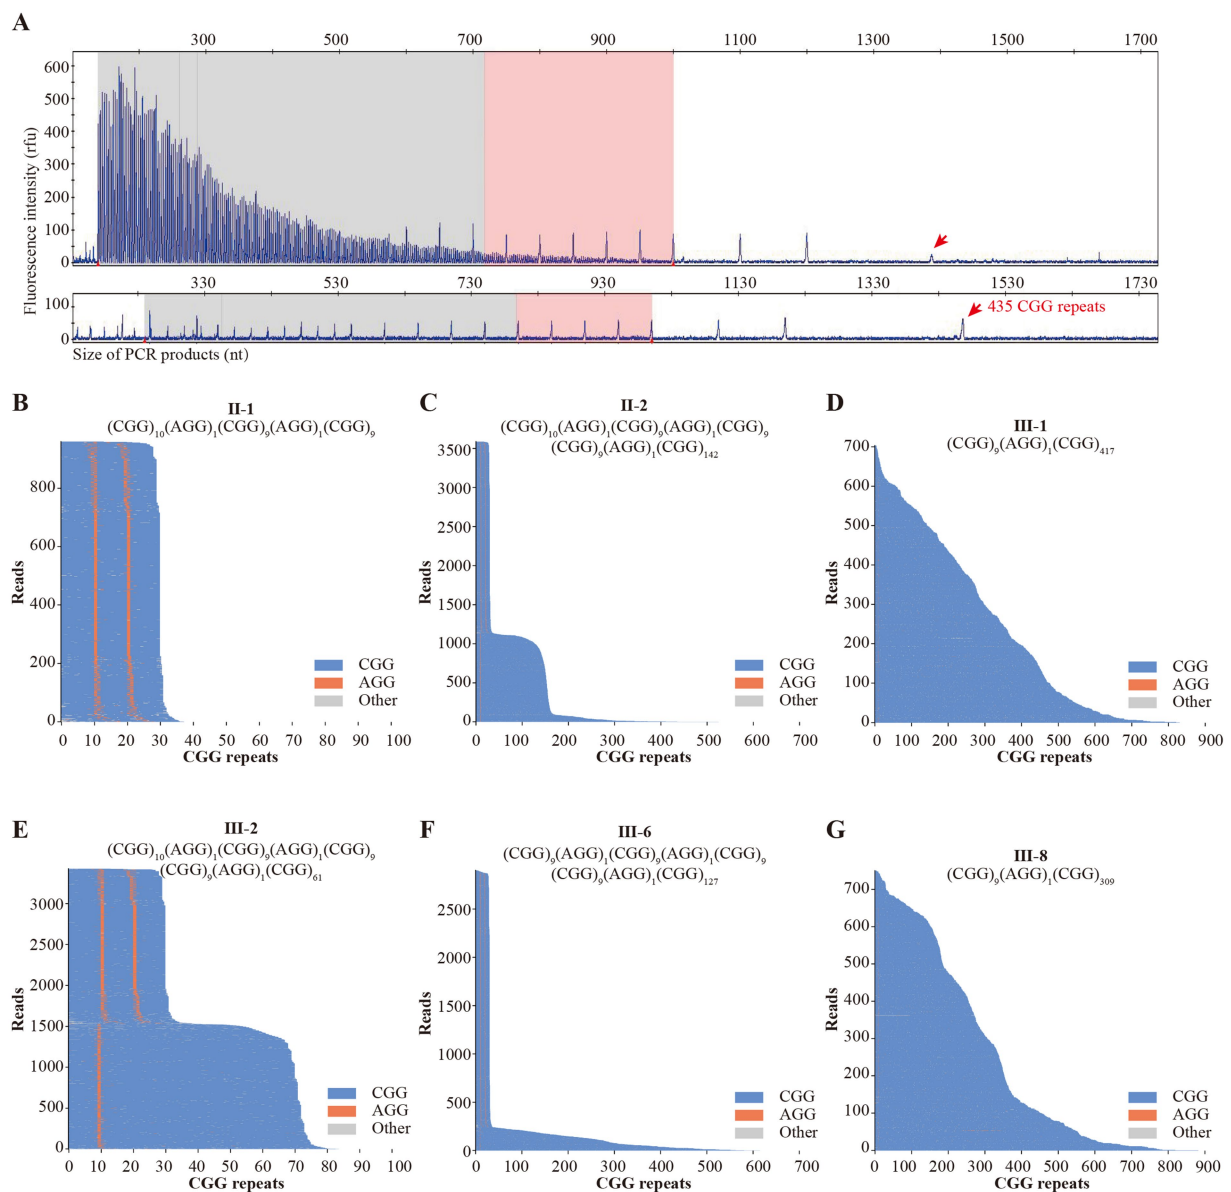 A
300 500 700 900 1100 1300 1500 1700
Fluorescence intensity (rfu)
600
500
400
300
200
100
0
330 530 730 930 1130 1330 1530 1730
100
0
435 CGG repeats
Size of PCR products (nt)
B
II-1
(CGG)10(AGG)1(CGG)9(AGG)1(CGG)9
Reads
800
600
400
200
0
CGG
AGG
Other
0 10 20 30 40 50 60 70 80 90 100
CGG repeats
C
II-2
(CGG)10(AGG)1(CGG)9(AGG)1(CGG)9
(CGG)9(AGG)1(CGG)142
Reads
3500
3000
2500
2000
1500
1000
500
0
CGG
AGG
Other
0 100 200 300 400 500 600 700
CGG repeats
D
III-1
(CGG)9(AGG)1(CGG)417
Reads
700
600
500
400
300
200
100
0
CGG
AGG
Other
0 100 200 300 400 500 600 700 800 900
CGG repeats
E
III-2
(CGG)10(AGG)1(CGG)9(AGG)1(CGG)9
(CGG)9(AGG)1(CGG)61
Reads
3000
2500
2000
1500
1000
500
0
CGG
AGG
Other
0 10 20 30 40 50 60 70 80 90 100
CGG repeats
F
III-6
(CGG)9(AGG)1(CGG)9(AGG)1(CGG)9
(CGG)9(AGG)1(CGG)127
Reads
2500
2000
1500
1000
500
0
CGG
AGG
Other
0 100 200 300 400 500 600 700
CGG repeats
G
III-8
(CGG)9(AGG)1(CGG)309
Reads
700
600
500
400
300
200
100
0
CGG
AGG
Other
0 100 200 300 400 500 600 700 800 900
CGG repeats